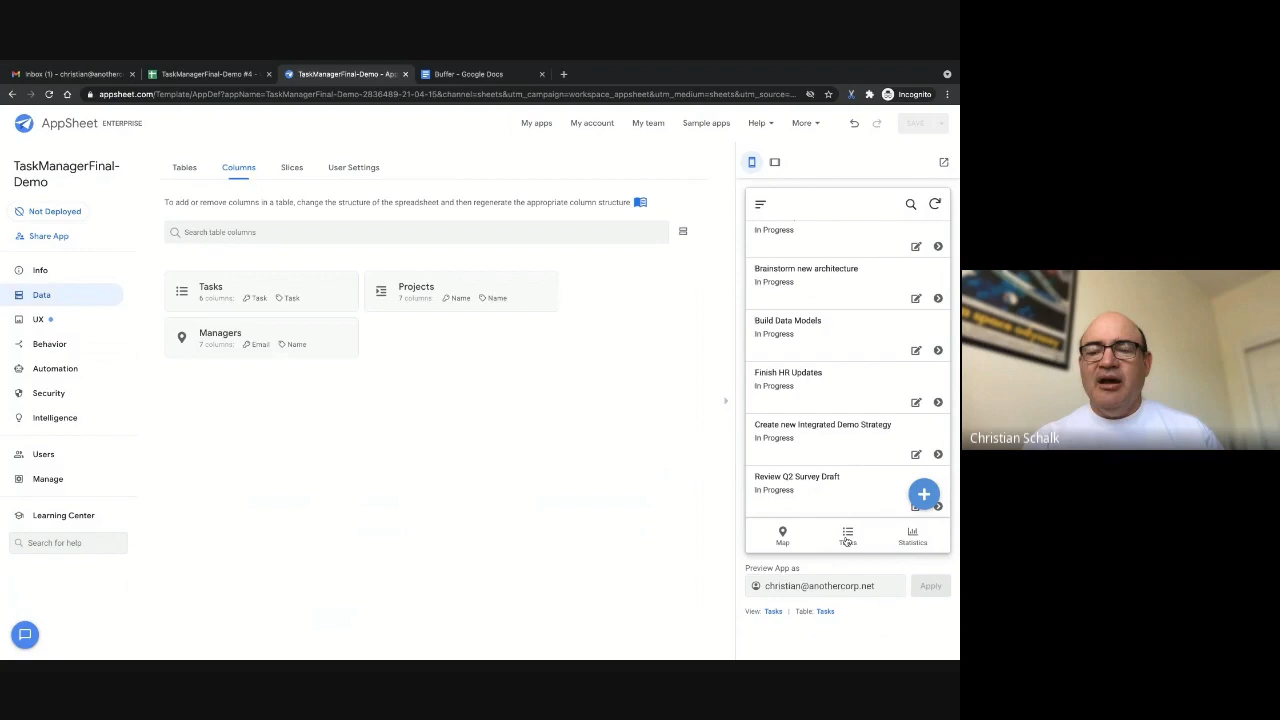 Inbox (1) – christian@anotherc
TaskManagerFinal-Demo #4 -
TaskManagerFinal-Demo - Ap
Buffer - Google Docs
appsheet.com/Template/AppDef?appName=TaskManagerFinal-Demo-2836489-21-04-15&channel=sheets&utm_campaign=workspace_appsheet&utm_medium=sheets&utm_source=...
Incognito
AppSheet ENTERPRISE
My apps
My account
My team
Sample apps
Help
More
SAVE
TaskManagerFinal-
Demo
Not Deployed
Share App
Info
Data
UX
Behavior
Automation
Security
Intelligence
Users
Manage
Learning Center
Search for help
Tables
Columns
Slices
User Settings
To add or remove columns in a table, change the structure of the spreadsheet and then regenerate the appropriate column structure
Search table columns
Tasks
6 columns: Task Task
Projects
7 columns: Name Name
Managers
7 columns: Email Name
In Progress
Brainstorm new architecture
In Progress
Build Data Models
In Progress
Finish HR Updates
In Progress
Create new Integrated Demo Strategy
In Progress
Review Q2 Survey Draft
In Progress
Map
Statistics
Preview App as
christian@anothercorp.net
Apply
View: Tasks | Table: Tasks
Christian Schalk